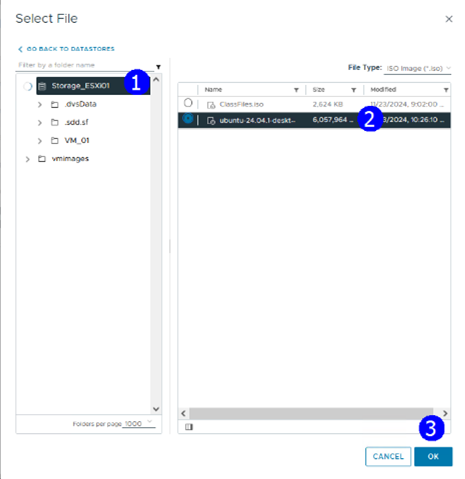 Select File
GO BACK TO DATASTORES
Filter by a folder name
File Type: ISO Image (*.iso)
Storage_ESXi01
1
.dvsData
.sdd.sf
VM_01
vmimages
Name Size Modified
ClassFiles.iso 2,624 KB 11/23/2024, 9:02:00 ...
ubuntu-24.04.1-deskt... 6,057,964 ... 3/2024, 10:26:10 ...
2
Folders per page 1000
3
CANCEL OK